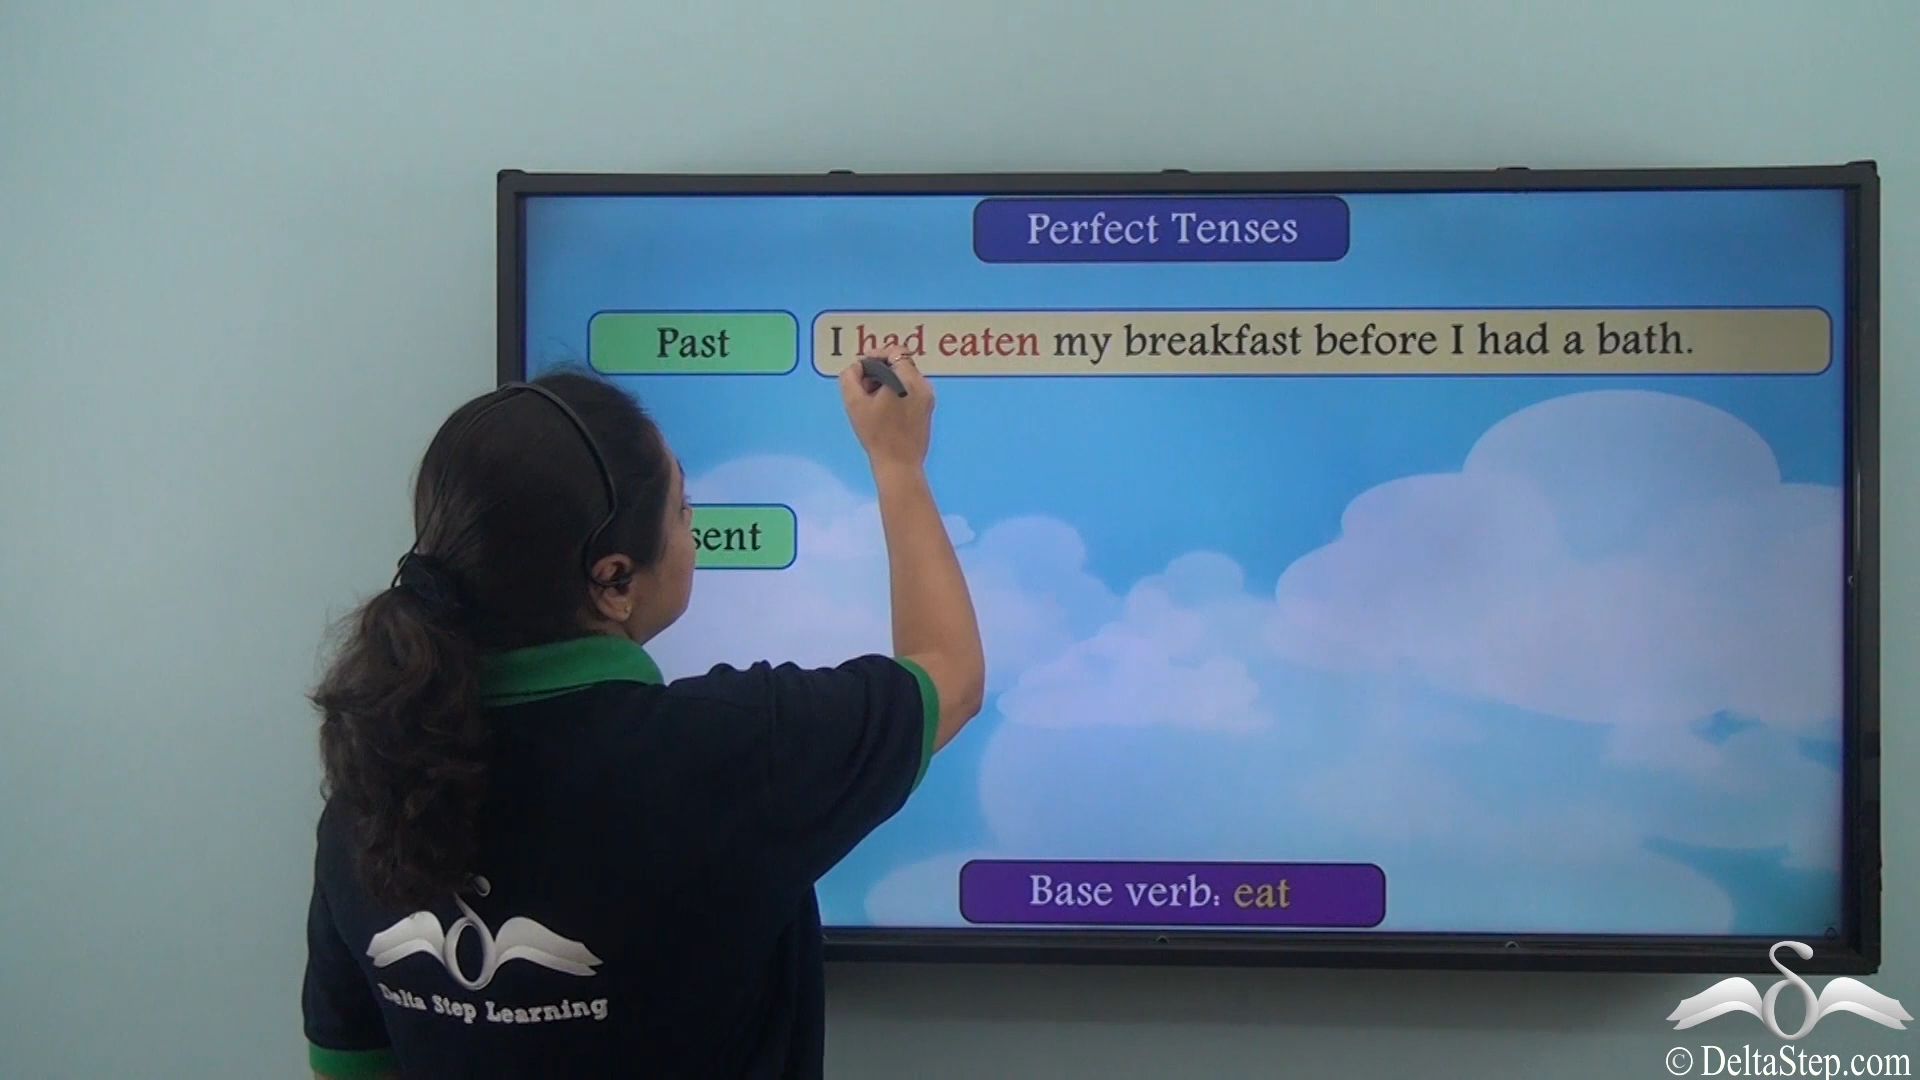 Perfect Tenses
Past
I had eaten my breakfast before I had a bath.
sent
Base verb: eat
Delta Step Learning
© DeltaStep.com